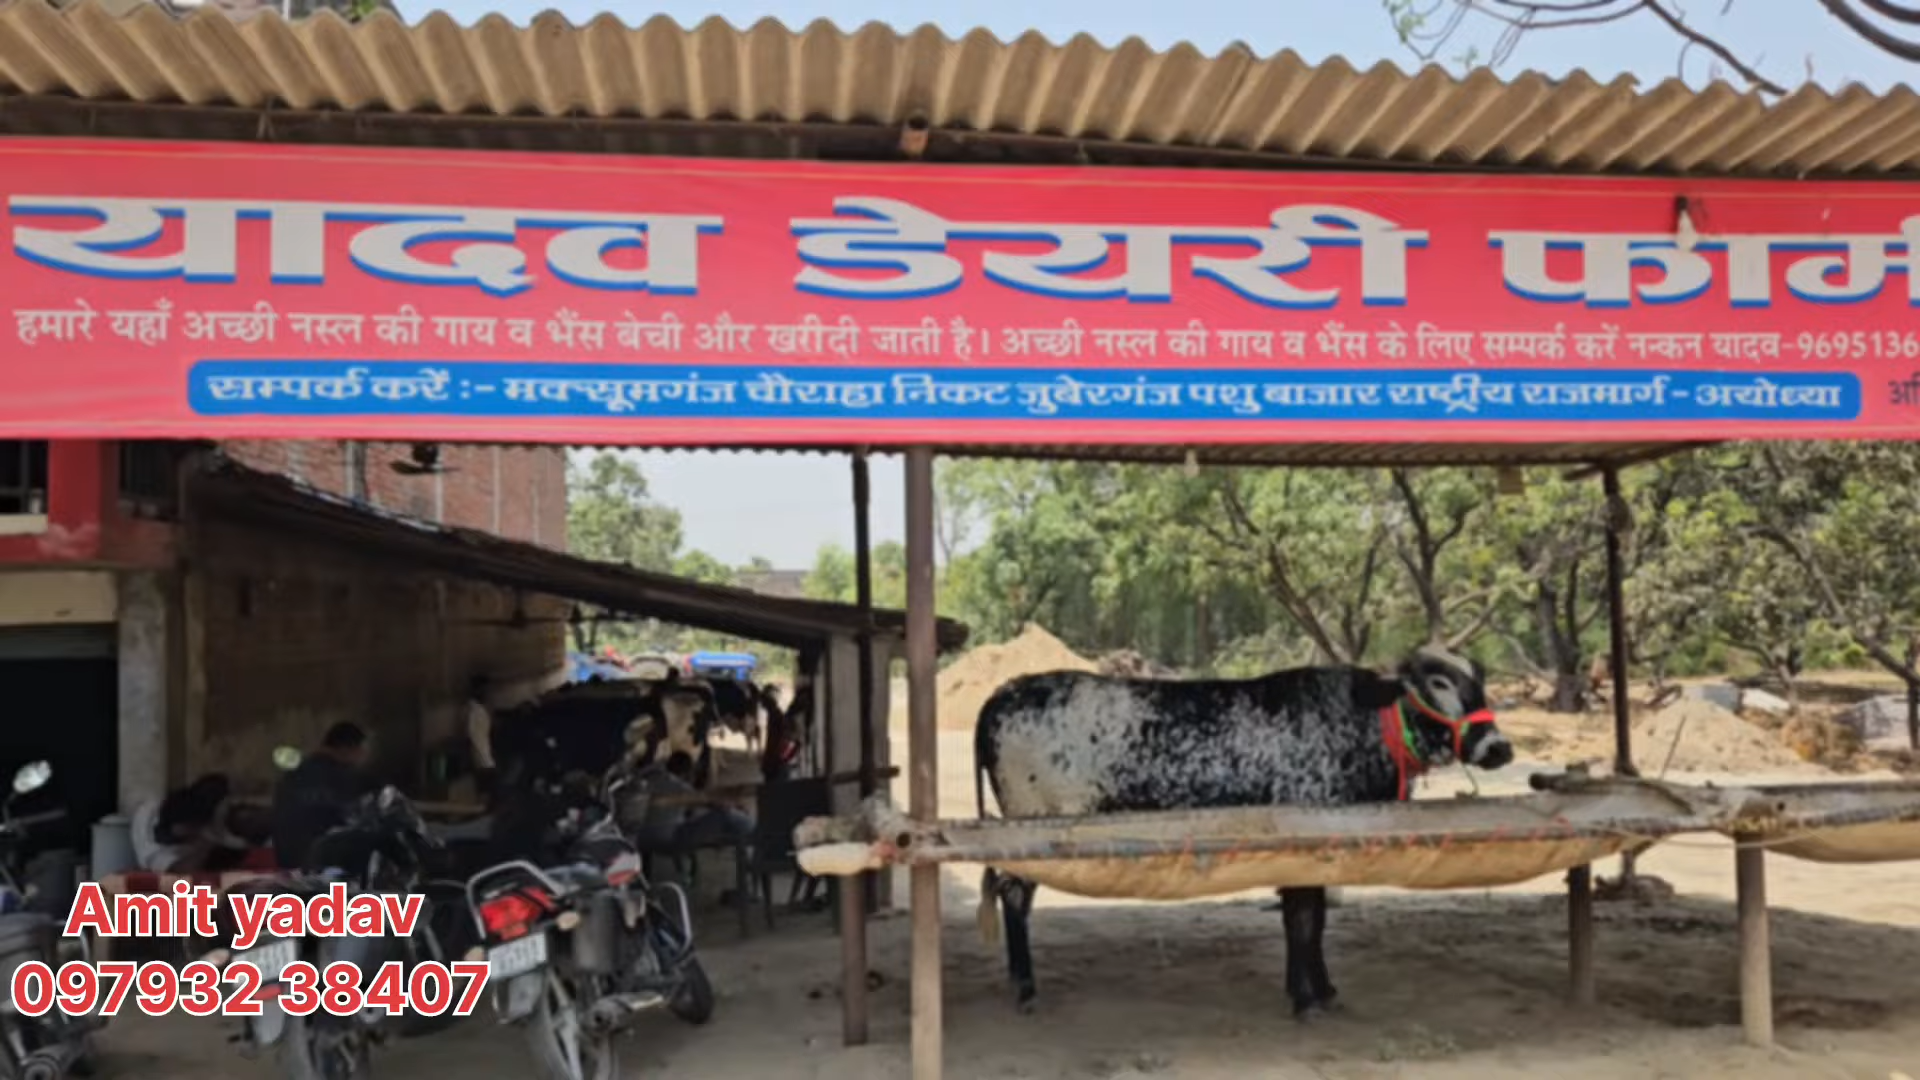 यादव डेयरी फार्म
हमारे यहाँ अच्छी नस्ल की गाय व भैंस बेची और खरीदी जाती है। अच्छी नस्ल की गाय व भैंस के लिए सम्पर्क करें नन्कन यादव-9695136
सम्पर्क करें :- मक्सूमगंज चौराहा निकट जुबेरगंज पशु बाजार राष्ट्रीय राजमार्ग - अयोध्या
Amit yadav
097932 38407